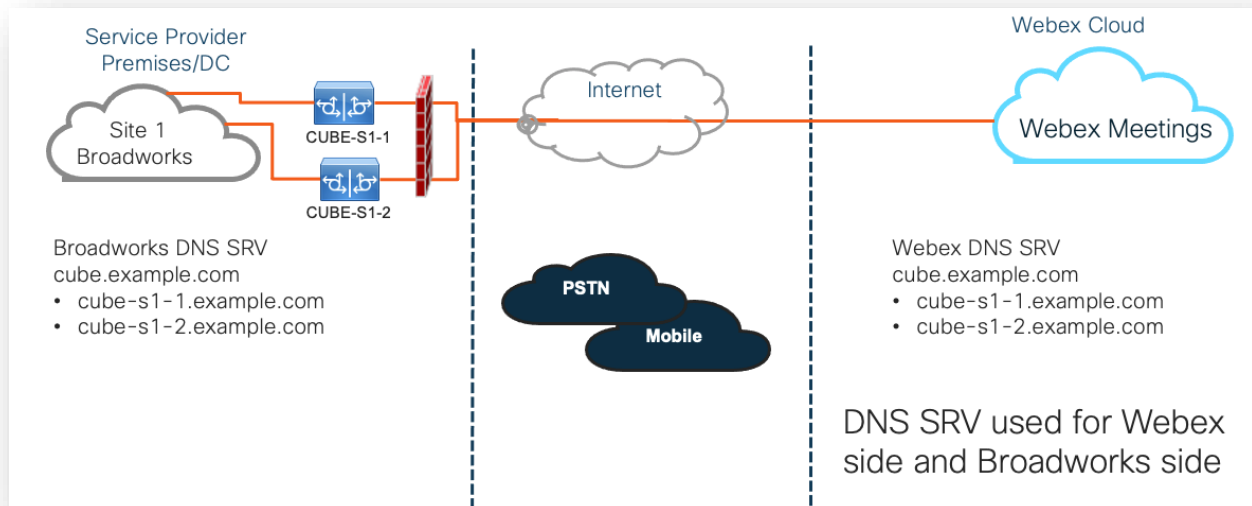 Service Provider
Premises/DC
Site 1
Broadworks
CUBE-S1-1
CUBE-S1-2
Broadworks DNS SRV
cube.example.com
• cube-s1-1.example.com
• cube-s1-2.example.com
Internet
PSTN
Mobile
Webex Cloud
Webex Meetings
Webex DNS SRV
cube.example.com
• cube-s1-1.example.com
• cube-s1-2.example.com
DNS SRV used for Webex
side and Broadworks side